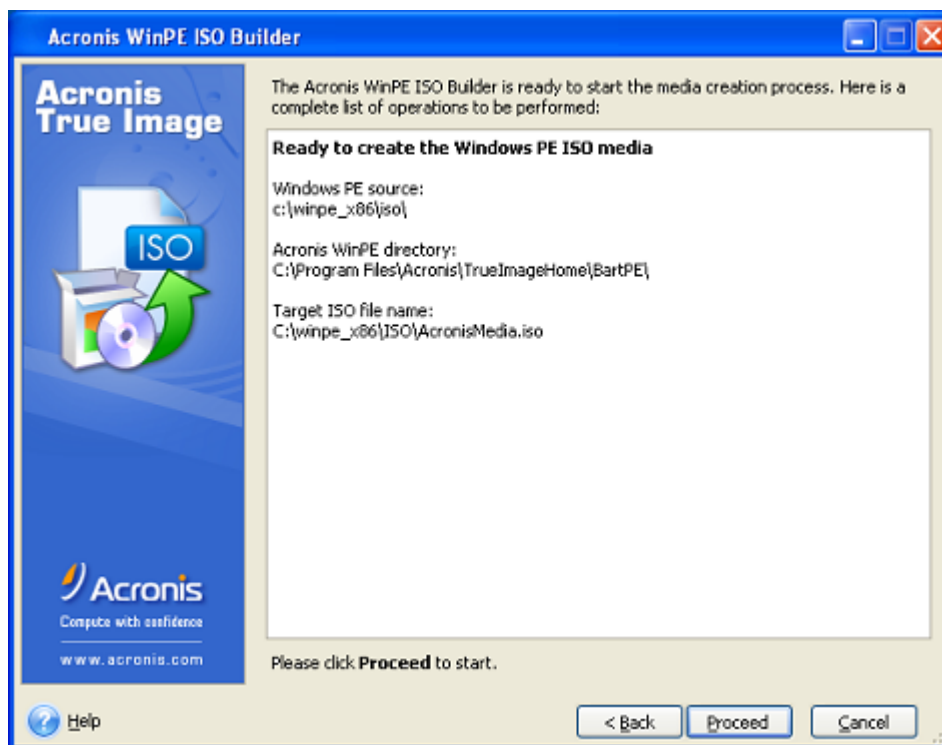 Acronis WinPE ISO Builder
Acronis
True Image
ISO
Acronis
Compute with confidence
www.acronis.com
The Acronis WinPE ISO Builder is ready to start the media creation process. Here is a
complete list of operations to be performed:
Ready to create the Windows PE ISO media
Windows PE source:
c:\winpe_x86\iso\
Acronis WinPE directory:
C:\Program Files\Acronis\TrueImageHome\BartPE\
Target ISO file name:
C:\winpe_x86\ISO\AcronisMedia.iso
Please click Proceed to start.
Help
< Back
Proceed
Cancel